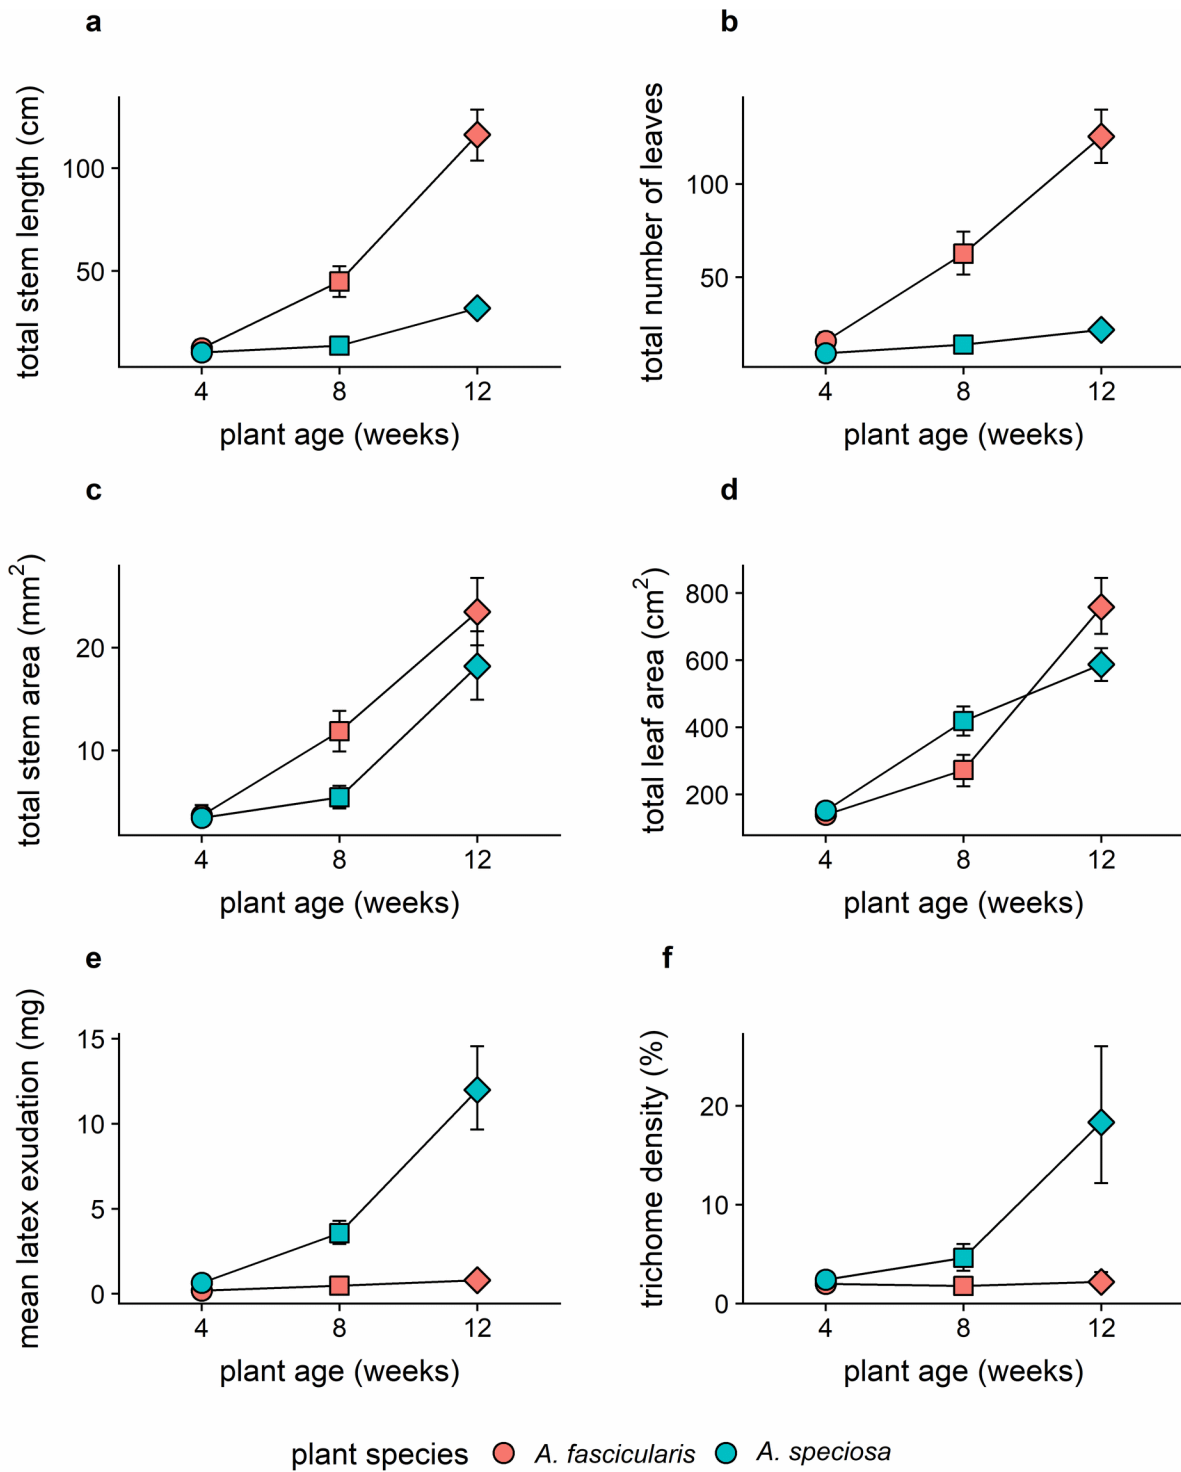 a
total stem length (cm)
100
50
4 8 12
plant age (weeks)
b
total number of leaves
100
50
4 8 12
plant age (weeks)
c
total stem area (mm²)
20
10
4 8 12
plant age (weeks)
d
total leaf area (cm²)
800
600
400
200
4 8 12
plant age (weeks)
e
mean latex exudation (mg)
15
10
5
0
4 8 12
plant age (weeks)
f
trichome density (%)
20
10
0
4 8 12
plant age (weeks)
plant species A. fascicularis A. speciosa